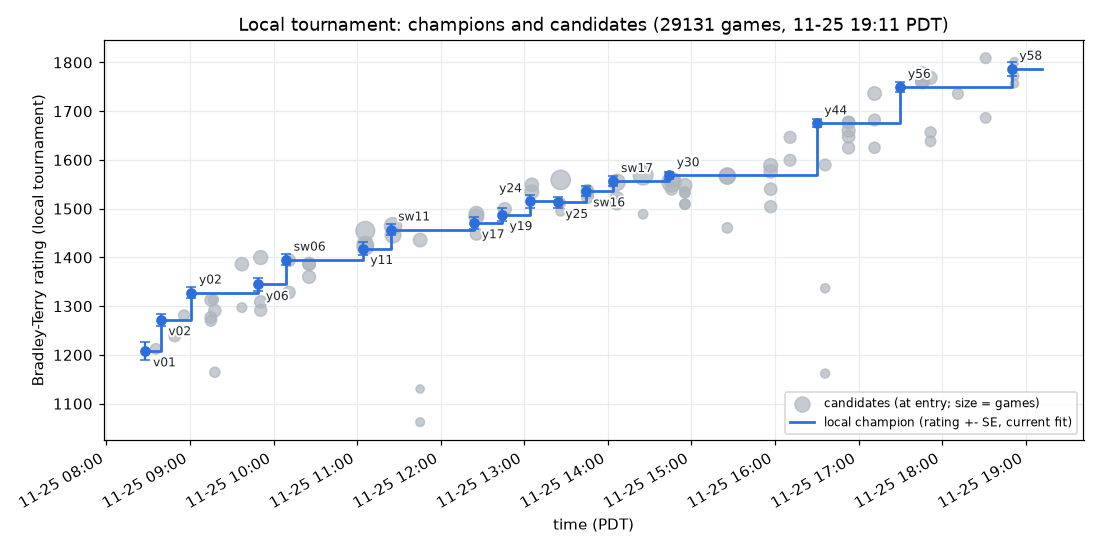 Local tournament: champions and candidates (29131 games, 11-25 19:11 PDT)
Bradley-Terry rating (local tournament)
1800
1700
1600
1500
1400
1300
1200
1100
v01
v02
y02
y06
sw06
y11
sw11
y17
y19
y24
y25
sw16
sw17
y30
y44
y56
y58
candidates (at entry; size = games)
local champion (rating +- SE, current fit)
11-25 08:00
11-25 09:00
11-25 10:00
11-25 11:00
11-25 12:00
11-25 13:00
11-25 14:00
11-25 15:00
11-25 16:00
11-25 17:00
11-25 18:00
11-25 19:00
time (PDT)